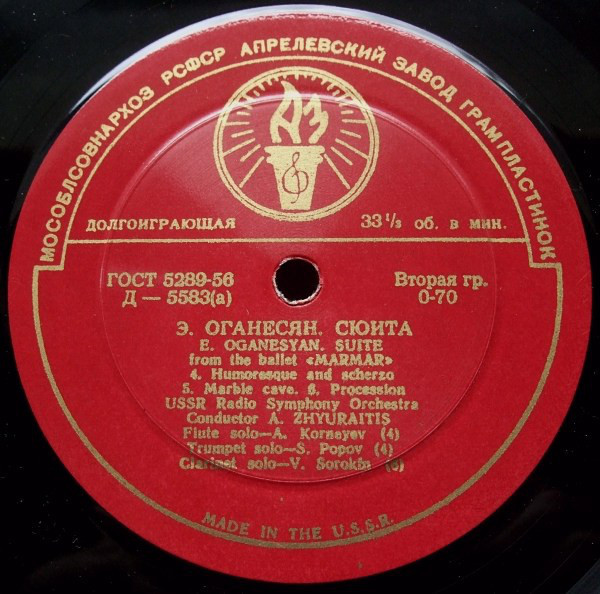 МОСОБЛСОВНАРХОЗ РСФСР АПРЕЛЕВСКИЙ ЗАВОД ГРАМПЛАСТИНОК
АЗ
ДОЛГОИГРАЮЩАЯ 33 1/3 об. в мин.
ГОСТ 5289-56 Вторая гр.
Д — 5583(а) 0-70
Э. ОГАНЕСЯН. СЮИТА
E. OGANESYAN. SUITE
from the ballet «MARMAR»
4. Humoresque and scherzo
5. Marble cave. 6. Procession
USSR Radio Symphony Orchestra
Conductor A. ZHYURAITIS
Flute solo—A. Korneyev (4)
Trumpet solo—S. Popov (4)
Clarinet solo—V. Sorokin (6)
MADE IN THE U.S.S.R.